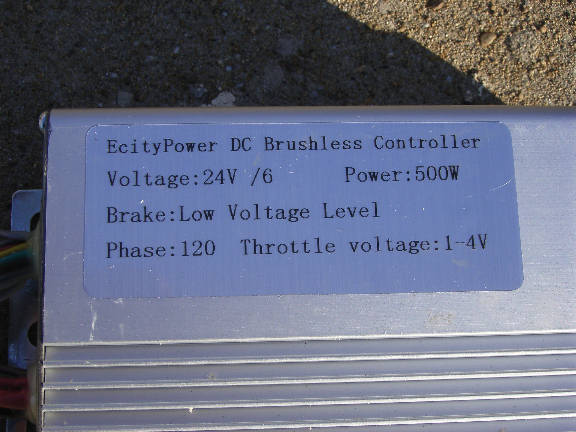 EcityPower DC Brushless Controller
Voltage:24V /6 Power:500W
Brake:Low Voltage Level
Phase:120 Throttle voltage:1-4V